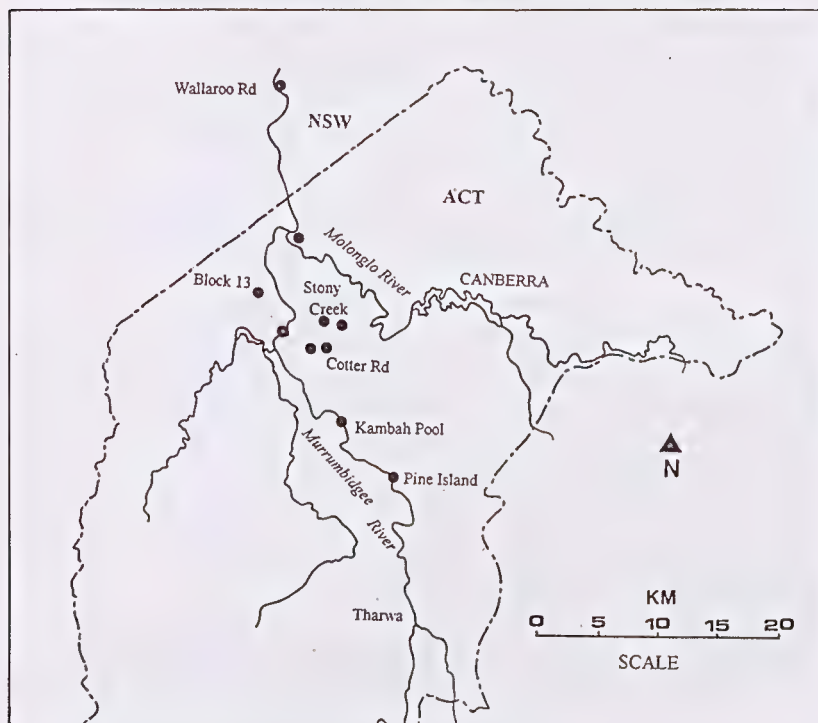 Wallaroo Rd
NSW
ACT
Molonglo River
Block 13
Stony
Creek
CANBERRA
Cotter Rd
Kambah Pool
Murrumbidgee
River
Pine Island
N
Tharwa
KM
0 5 10 15 20
SCALE